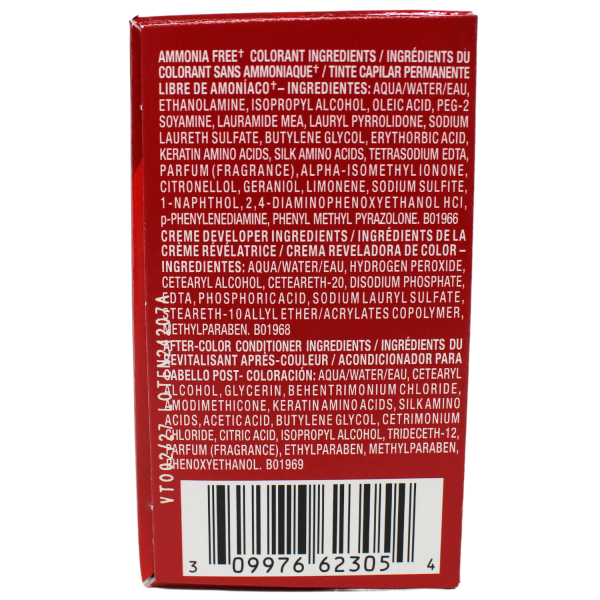 AMMONIA FREE† COLORANT INGREDIENTS / INGRÉDIENTS DU
COLORANT SANS AMMONIAQUE† / TINTE CAPILAR PERMANENTE
LIBRE DE AMONÍACO†– INGREDIENTES: AQUA/WATER/EAU,
ETHANOLAMINE, ISOPROPYL ALCOHOL, OLEIC ACID, PEG-2
SOYAMINE, LAURAMIDE MEA, LAURYL PYRROLIDONE, SODIUM
LAURETH SULFATE, BUTYLENE GLYCOL, ERYTHORBIC ACID,
KERATIN AMINO ACIDS, SILK AMINO ACIDS, TETRASODIUM EDTA,
PARFUM (FRAGRANCE), ALPHA-ISOMETHYL IONONE,
CITRONELLOL, GERANIOL, LIMONENE, SODIUM SULFITE,
1-NAPHTHOL, 2,4-DIAMINOPHENOXYETHANOL HCl,
p-PHENYLENEDIAMINE, PHENYL METHYL PYRAZOLONE. B01966
CREME DEVELOPER INGREDIENTS / INGRÉDIENTS DE LA
CRÈME RÉVÉLATRICE / CREMA REVELADORA DE COLOR –
INGREDIENTES: AQUA/WATER/EAU, HYDROGEN PEROXIDE,
CETEARYL ALCOHOL, CETEARETH-20, DISODIUM PHOSPHATE,
EDTA, PHOSPHORIC ACID, SODIUM LAURYL SULFATE,
STEARETH-10 ALLYL ETHER/ACRYLATES COPOLYMER,
METHYLPARABEN. B01968
AFTER-COLOR CONDITIONER INGREDIENTS / INGRÉDIENTS DU
REVITALISANT APRÈS-COULEUR / ACONDICIONADOR PARA
CABELLO POST- COLORACIÓN: AQUA/WATER/EAU, CETEARYL
ALCOHOL, GLYCERIN, BEHENTRIMONIUM CHLORIDE,
AMODIMETHICONE, KERATIN AMINO ACIDS, SILK AMINO
ACIDS, ACETIC ACID, BUTYLENE GLYCOL, CETRIMONIUM
CHLORIDE, CITRIC ACID, ISOPROPYL ALCOHOL, TRIDECETH-12,
PARFUM (FRAGRANCE), ETHYLPARABEN, METHYLPARABEN,
PHENOXYETHANOL. B01969
3 09976 62305 4